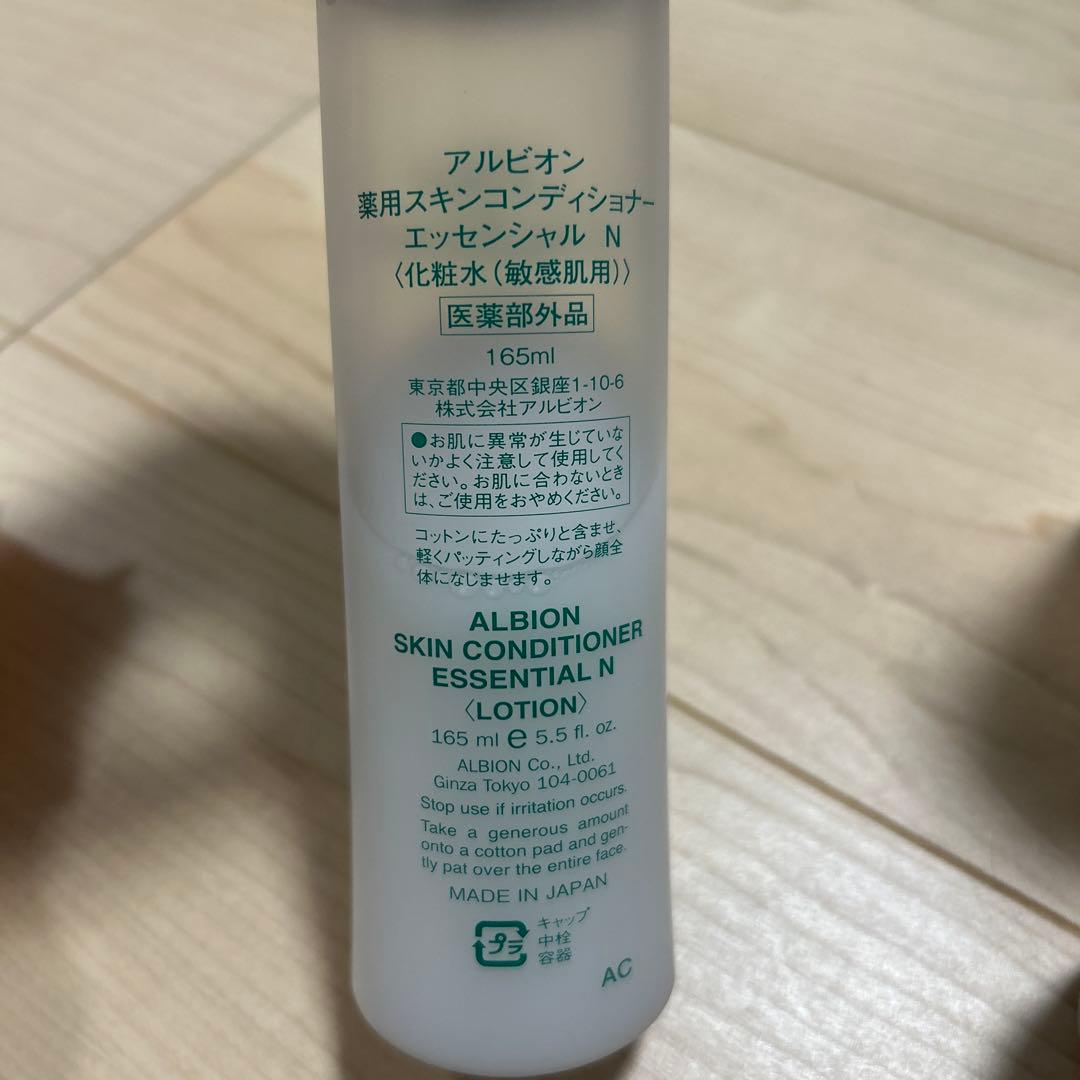 アルビオン
薬用スキンコンディショナー
エッセンシャル N
〈化粧水(敏感肌用)〉
医薬部外品
165ml
東京都中央区銀座1-10-6
株式会社アルビオン
●お肌に異常が生じていな
いかよく注意して使用してく
ださい。お肌に合わないとき
は、ご使用をおやめください。
コットンにたっぷりと含ませ、
軽くパッティングしながら顔全
体になじませます。
ALBION
SKIN CONDITIONER
ESSENTIAL N
〈LOTION〉
165 ml e 5.5 fl. oz.
ALBION Co., Ltd.
Ginza Tokyo 104-0061
Stop use if irritation occurs.
Take a generous amount
onto a cotton pad and gen-
tly pat over the entire face.
MADE IN JAPAN
プラ
キャップ
中栓
容器
AC